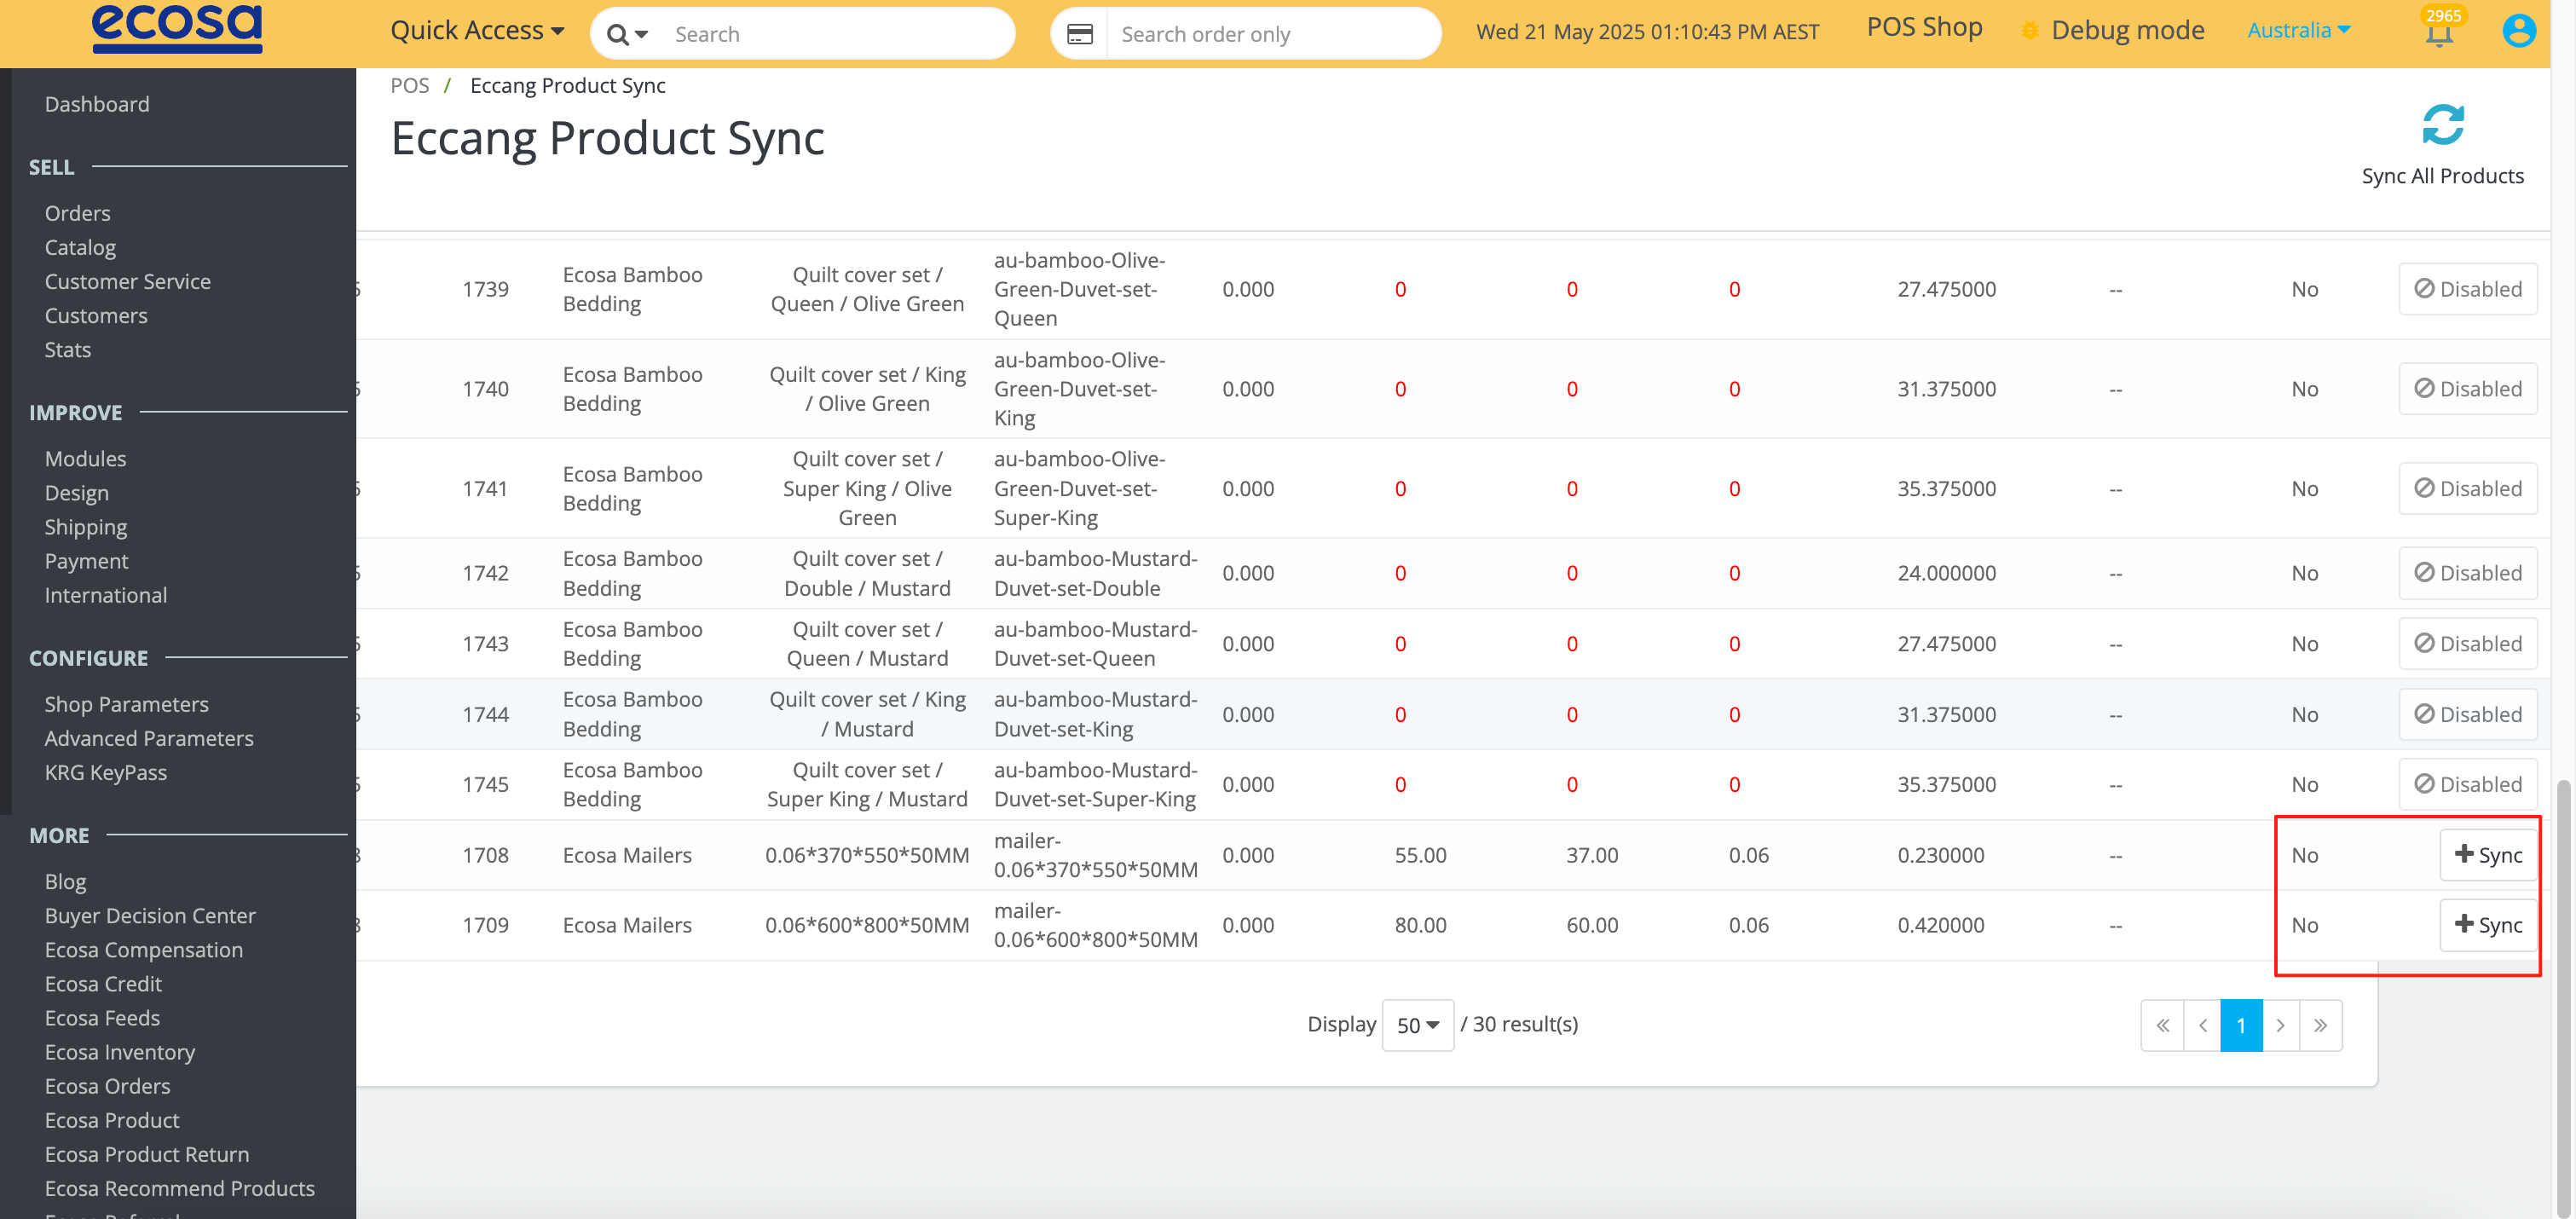 ecosa
Quick Access
Search
Search order only
Wed 21 May 2025 01:10:43 PM AEST
POS Shop
Debug mode
Australia
2965
Dashboard
SELL
Orders
Catalog
Customer Service
Customers
Stats
IMPROVE
Modules
Design
Shipping
Payment
International
CONFIGURE
Shop Parameters
Advanced Parameters
KRG KeyPass
MORE
Blog
Buyer Decision Center
Ecosa Compensation
Ecosa Credit
Ecosa Feeds
Ecosa Inventory
Ecosa Orders
Ecosa Product
Ecosa Product Return
Ecosa Recommend Products
POS / Eccang Product Sync
Eccang Product Sync
Sync All Products
1739 Ecosa Bamboo Bedding Quilt cover set / Queen / Olive Green au-bamboo-Olive-Green-Duvet-set-Queen 0.000 0 0 0 27.475000 -- No Disabled
1740 Ecosa Bamboo Bedding Quilt cover set / King / Olive Green au-bamboo-Olive-Green-Duvet-set-King 0.000 0 0 0 31.375000 -- No Disabled
1741 Ecosa Bamboo Bedding Quilt cover set / Super King / Olive Green au-bamboo-Olive-Green-Duvet-set-Super-King 0.000 0 0 0 35.375000 -- No Disabled
1742 Ecosa Bamboo Bedding Quilt cover set / Double / Mustard au-bamboo-Mustard-Duvet-set-Double 0.000 0 0 0 24.000000 -- No Disabled
1743 Ecosa Bamboo Bedding Quilt cover set / Queen / Mustard au-bamboo-Mustard-Duvet-set-Queen 0.000 0 0 0 27.475000 -- No Disabled
1744 Ecosa Bamboo Bedding Quilt cover set / King / Mustard au-bamboo-Mustard-Duvet-set-King 0.000 0 0 0 31.375000 -- No Disabled
1745 Ecosa Bamboo Bedding Quilt cover set / Super King / Mustard au-bamboo-Mustard-Duvet-set-Super-King 0.000 0 0 0 35.375000 -- No Disabled
1708 Ecosa Mailers 0.06*370*550*50MM mailer-0.06*370*550*50MM 0.000 55.00 37.00 0.06 0.230000 -- No + Sync
1709 Ecosa Mailers 0.06*600*800*50MM mailer-0.06*600*800*50MM 0.000 80.00 60.00 0.06 0.420000 -- No + Sync
Display 50 / 30 result(s)
« ‹ 1 › »